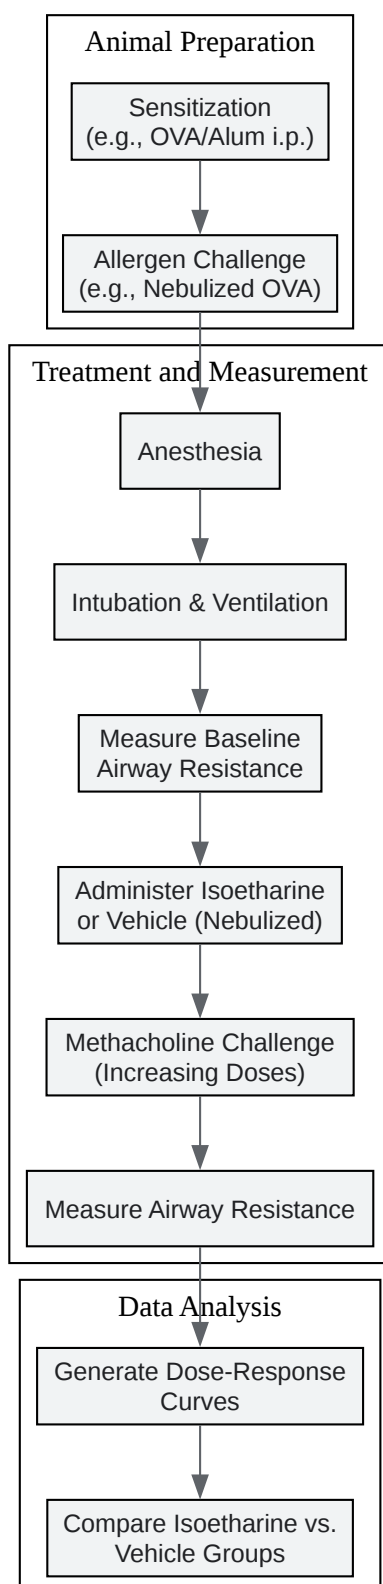 Animal Preparation
Sensitization
(e.g., OVA/Alum i.p.)
Allergen Challenge
(e.g., Nebulized OVA)
Treatment and Measurement
Anesthesia
Intubation & Ventilation
Measure Baseline
Airway Resistance
Administer Isoetharine
or Vehicle (Nebulized)
Methacholine Challenge
(Increasing Doses)
Measure Airway Resistance
Data Analysis
Generate Dose-Response
Curves
Compare Isoetharine vs.
Vehicle Groups